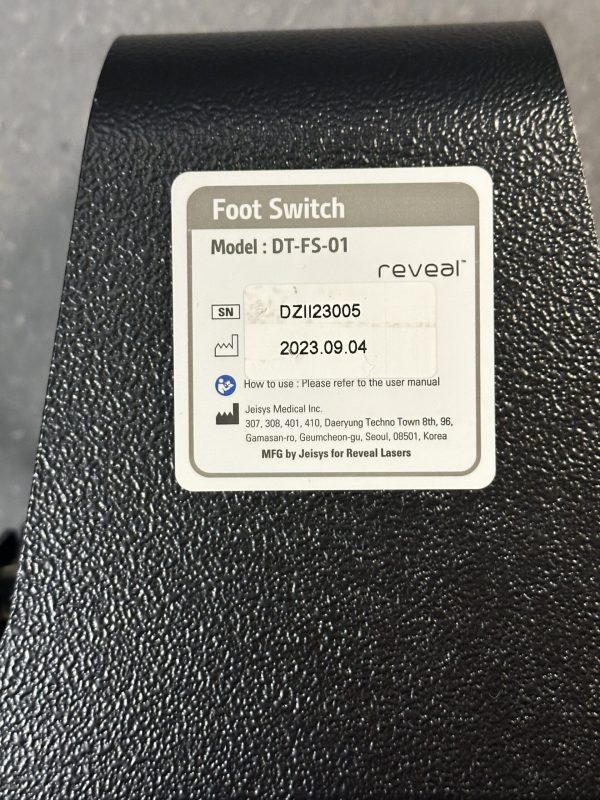 Foot Switch
Model : DT-FS-01
reveal™
SN DZII23005
2023.09.04
How to use : Please refer to the user manual
Jeisys Medical Inc.
307, 308, 401, 410, Daeryung Techno Town 8th, 96,
Gamasan-ro, Geumcheon-gu, Seoul, 08501, Korea
MFG by Jeisys for Reveal Lasers